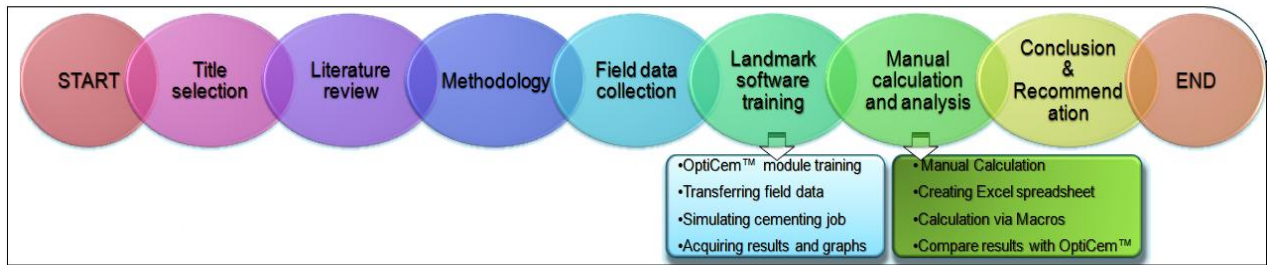 START
Title
selection
Literature
review
Methodology
Field data
collection
Landmark
software
training
Manual
calculation
and analysis
Conclusion
&
Recommend
ation
END
•OptiCem™ module training
•Transferring field data
•Simulating cementing job
•Acquiring results and graphs
•Manual Calculation
•Creating Excel spreadsheet
•Calculation via Macros
•Compare results with OptiCem™